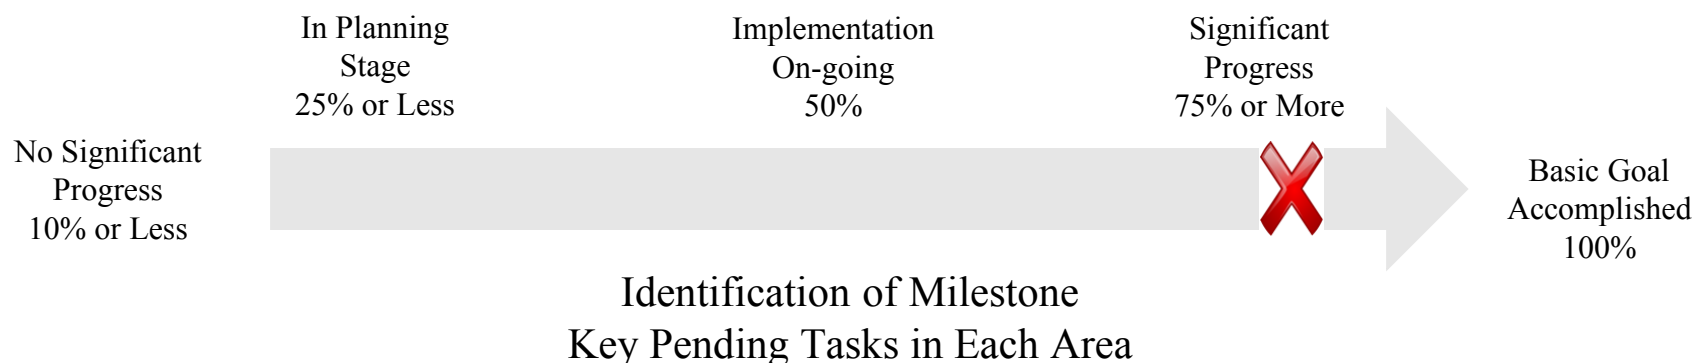 In Planning
Stage
25% or Less
Implementation
On-going
50%
Significant
Progress
75% or More
No Significant
Progress
10% or Less
Basic Goal
Accomplished
100%
Identification of Milestone
Key Pending Tasks in Each Area